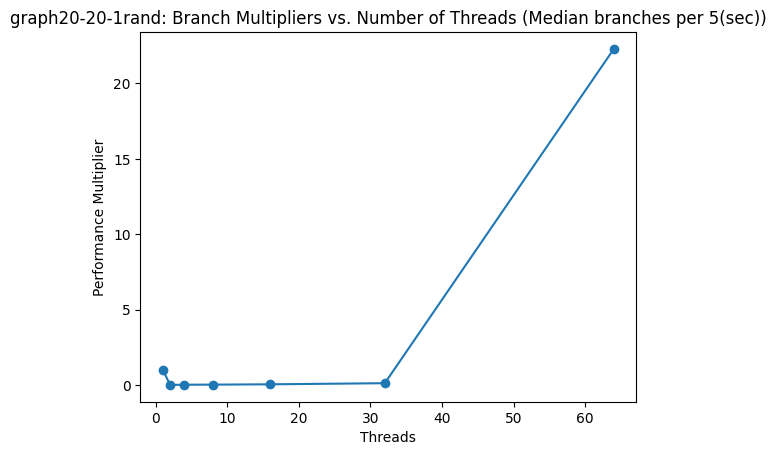 graph20-20-1rand: Branch Multipliers vs. Number of Threads (Median branches per 5(sec))
Performance Multiplier
20
15
10
5
0
0 10 20 30 40 50 60
Threads